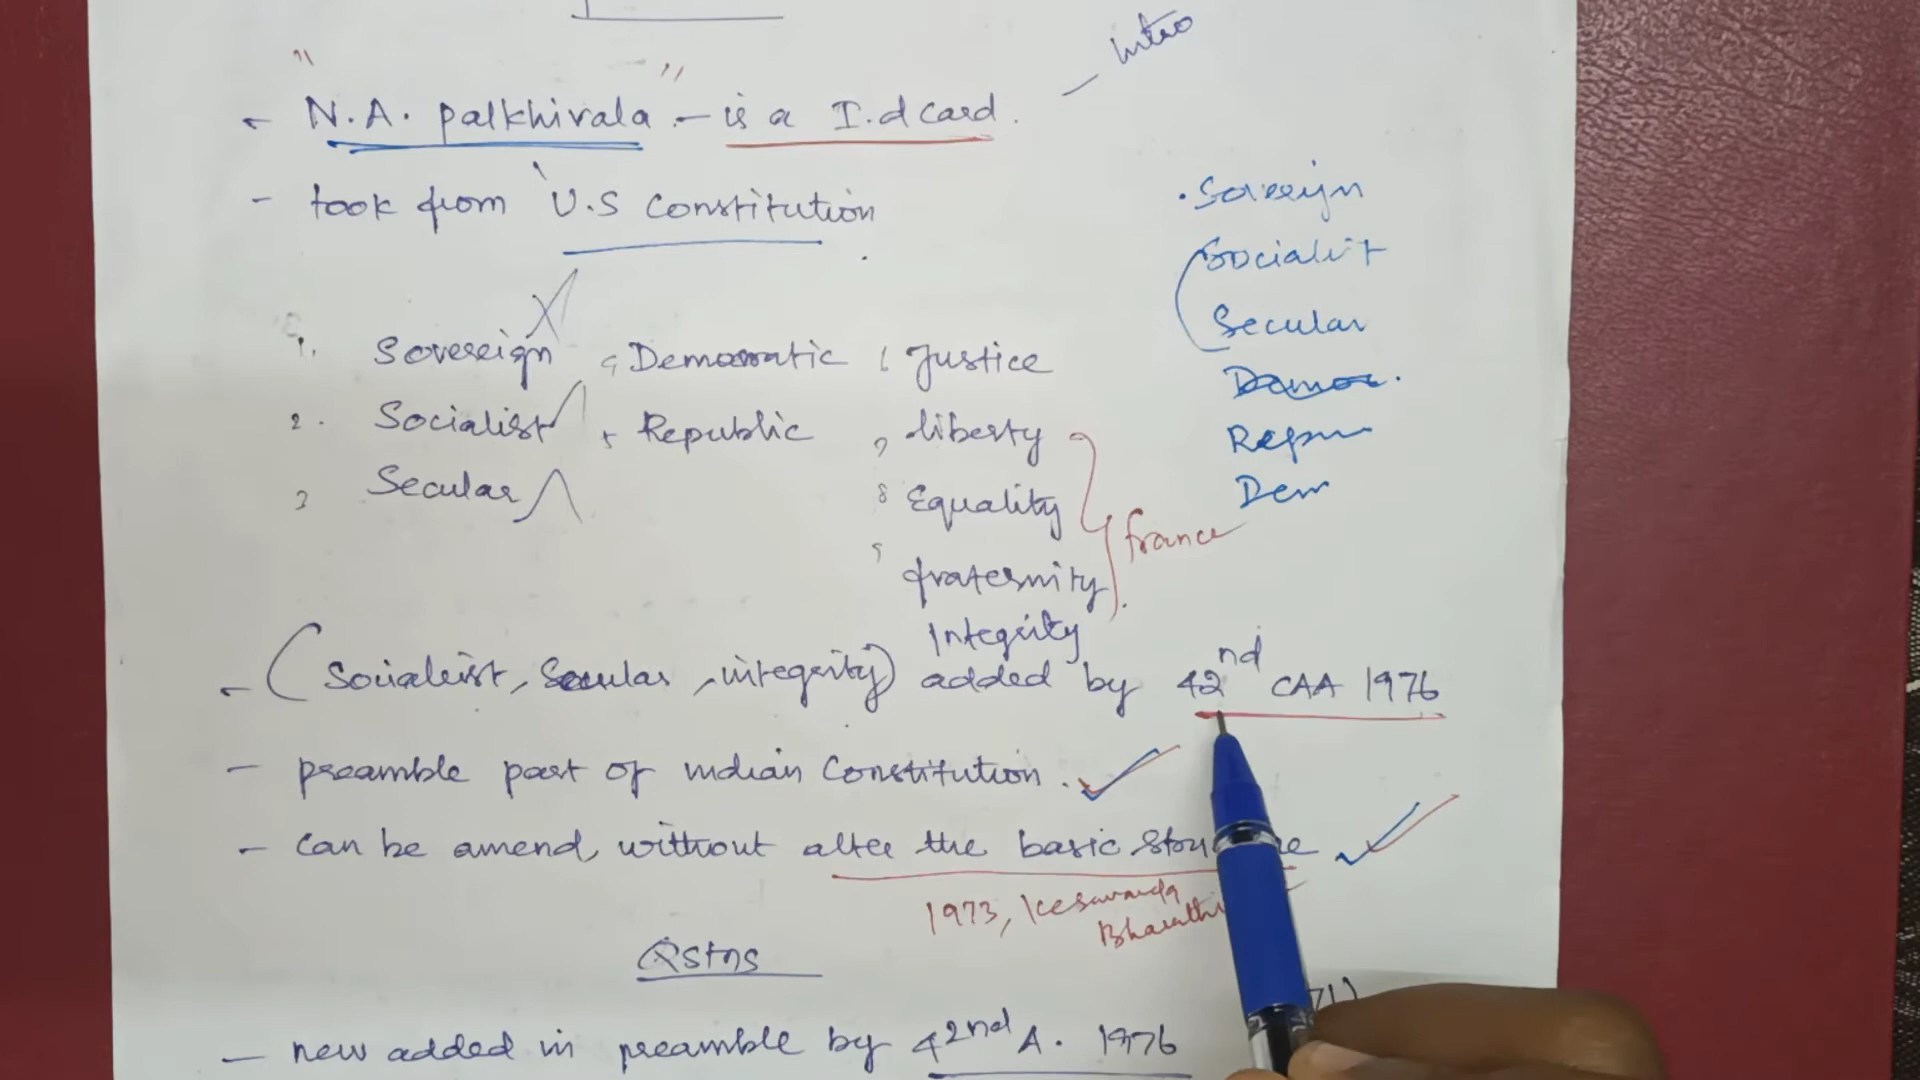 - Intro
" "
- N.A. palkhivala - is a I.d card.
- took from U.S Constitution
1. Sovereign 4 Democratic 6 Justice
2. Socialist 5 Republic 7 liberty
3 Secular 8 Equality
9 fraternity
Integrity
france
. Sovereign
Socialist
Secular
Democ.
Repu
Dem
- (Socialist, Secular, integrity) added by 42nd CAA 1976
- preamble part of indian Constitution.
- can be amend, without alter the basic
1973, Kesavanda
Bharathi
Qstns
- new added in preamble by 42nd A. 1976